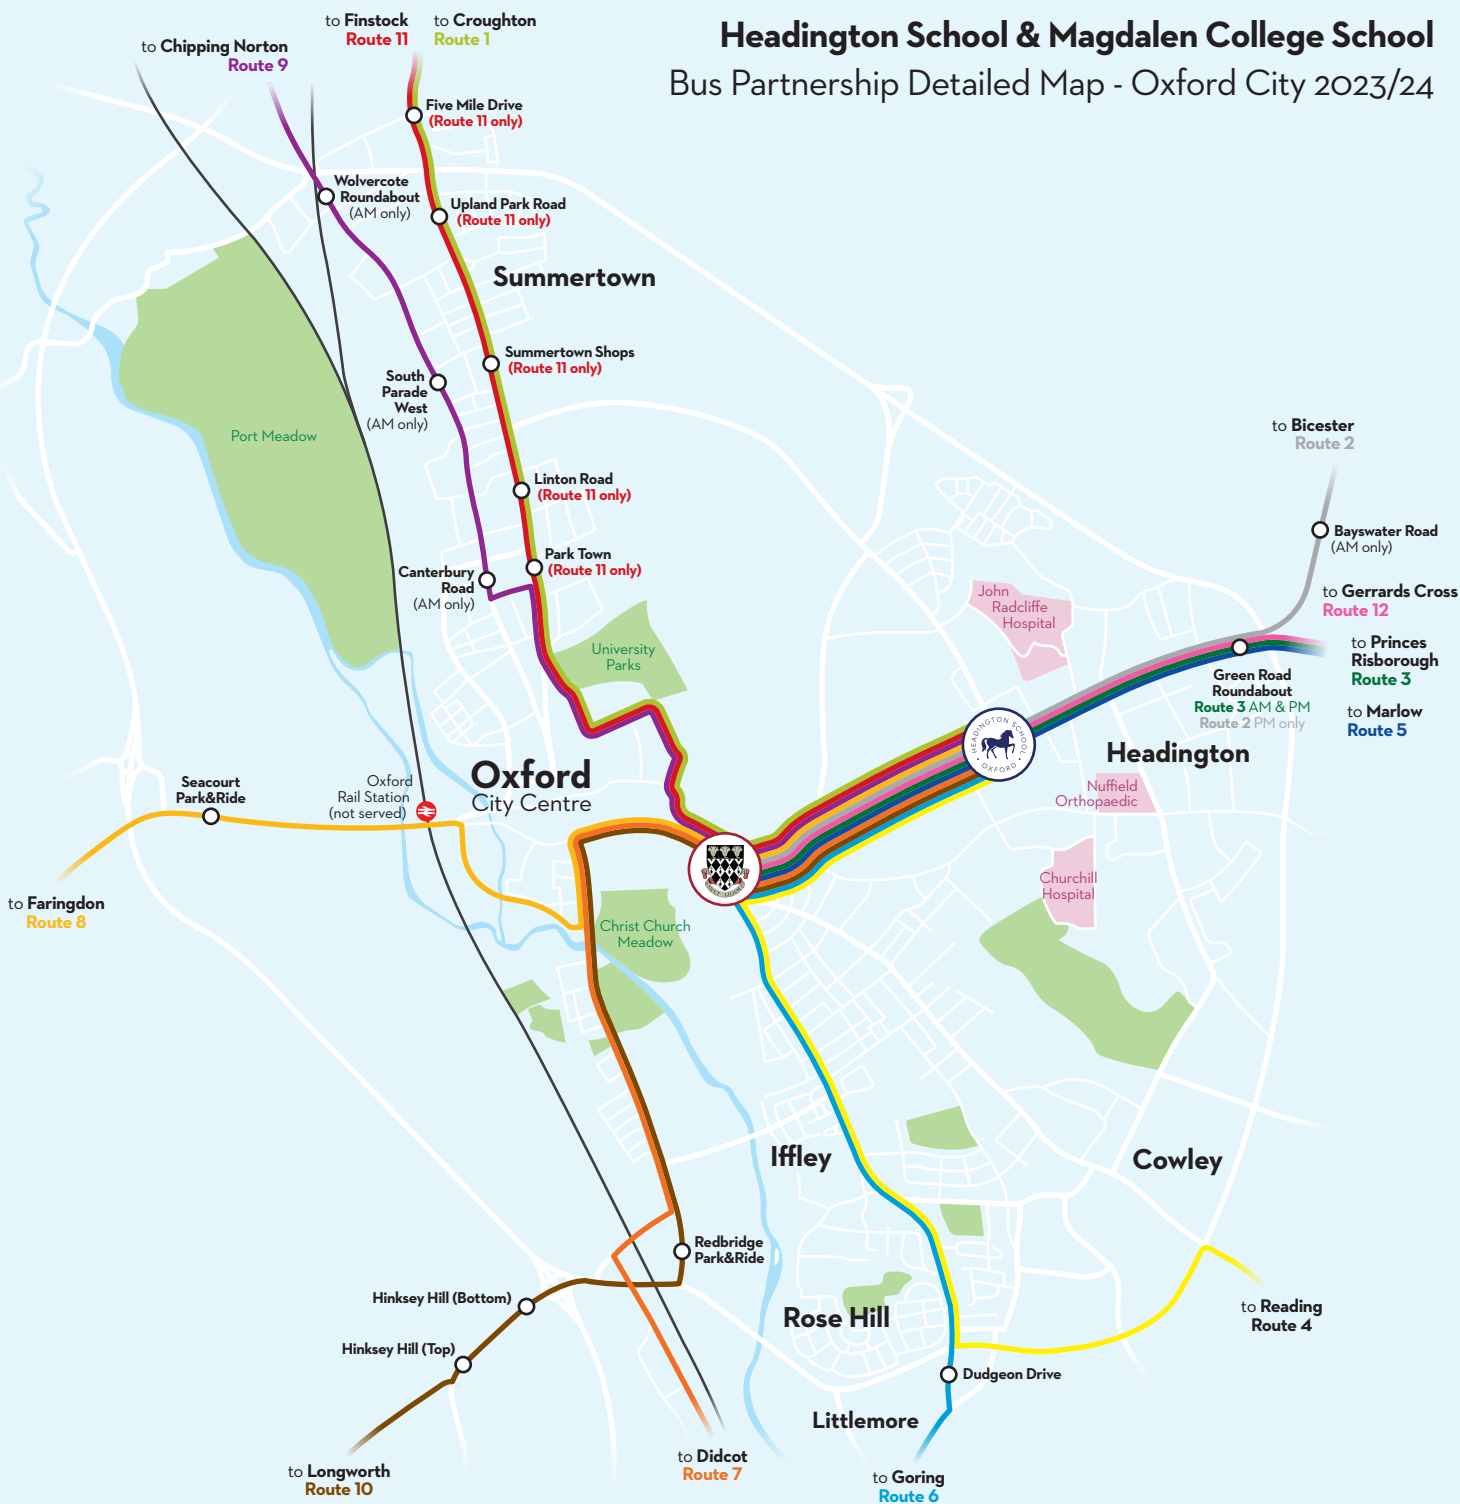 Headington School & Magdalen College School
Bus Partnership Detailed Map - Oxford City 2023/24
to Finstock
Route 11
to Croughton
Route 1
to Chipping Norton
Route 9
Five Mile Drive
(Route 11 only)
Wolvercote
Roundabout
(AM only)
Upland Park Road
(Route 11 only)
Summertown
Summertown Shops
(Route 11 only)
South
Parade
West
(AM only)
Port Meadow
Linton Road
(Route 11 only)
Park Town
(Route 11 only)
Canterbury
Road
(AM only)
to Bicester
Route 2
Bayswater Road
(AM only)
to Gerrards Cross
Route 12
to Princes
Risborough
Route 3
to Marlow
Route 5
John
Radcliffe
Hospital
University
Parks
Green Road
Roundabout
Route 3 AM & PM
Route 2 PM only
HEADINGTON SCHOOL
OXFORD
Headington
Nuffield
Orthopaedic
Churchill
Hospital
Seacourt
Park&Ride
Oxford
Rail Station
(not served)
Oxford
City Centre
to Faringdon
Route 8
Christ Church
Meadow
Iffley
Cowley
Redbridge
Park&Ride
Hinksey Hill (Bottom)
Hinksey Hill (Top)
Rose Hill
to Reading
Route 4
Dudgeon Drive
Littlemore
to Longworth
Route 10
to Didcot
Route 7
to Goring
Route 6